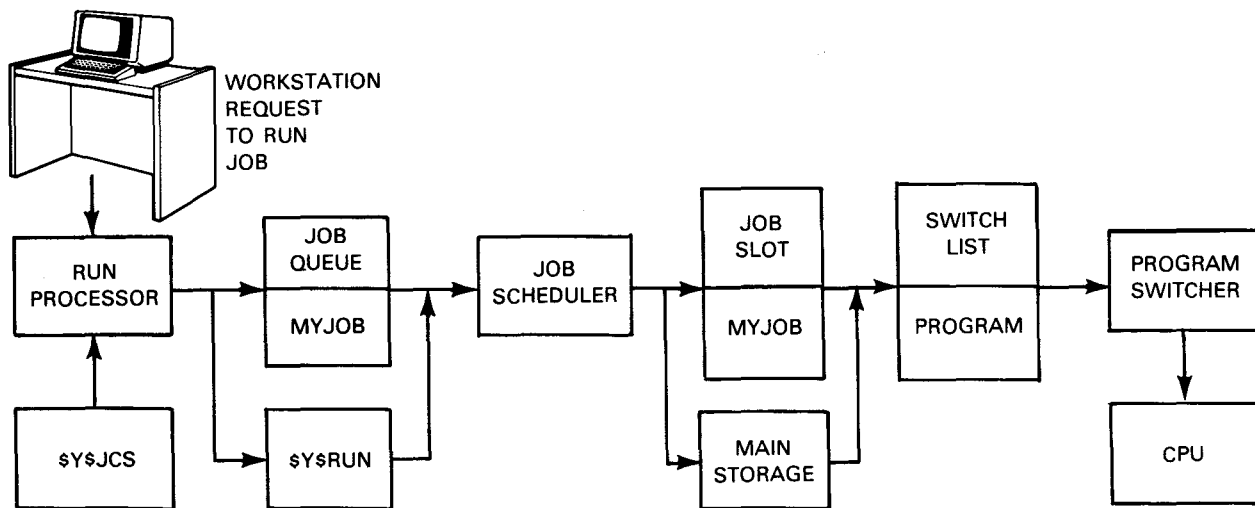 WORKSTATION
REQUEST
TO RUN
JOB
RUN
PROCESSOR
$Y$JCS
JOB
QUEUE
MYJOB
$Y$RUN
JOB
SCHEDULER
JOB
SLOT
MYJOB
MAIN
STORAGE
SWITCH
LIST
PROGRAM
PROGRAM
SWITCHER
CPU